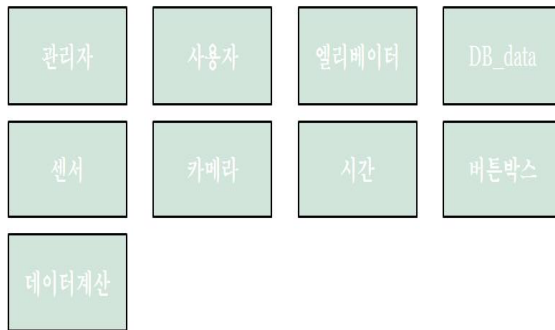 관리자
사용자
엘리베이터
DB_data
센서
카메라
시간
버튼박스
데이터계산